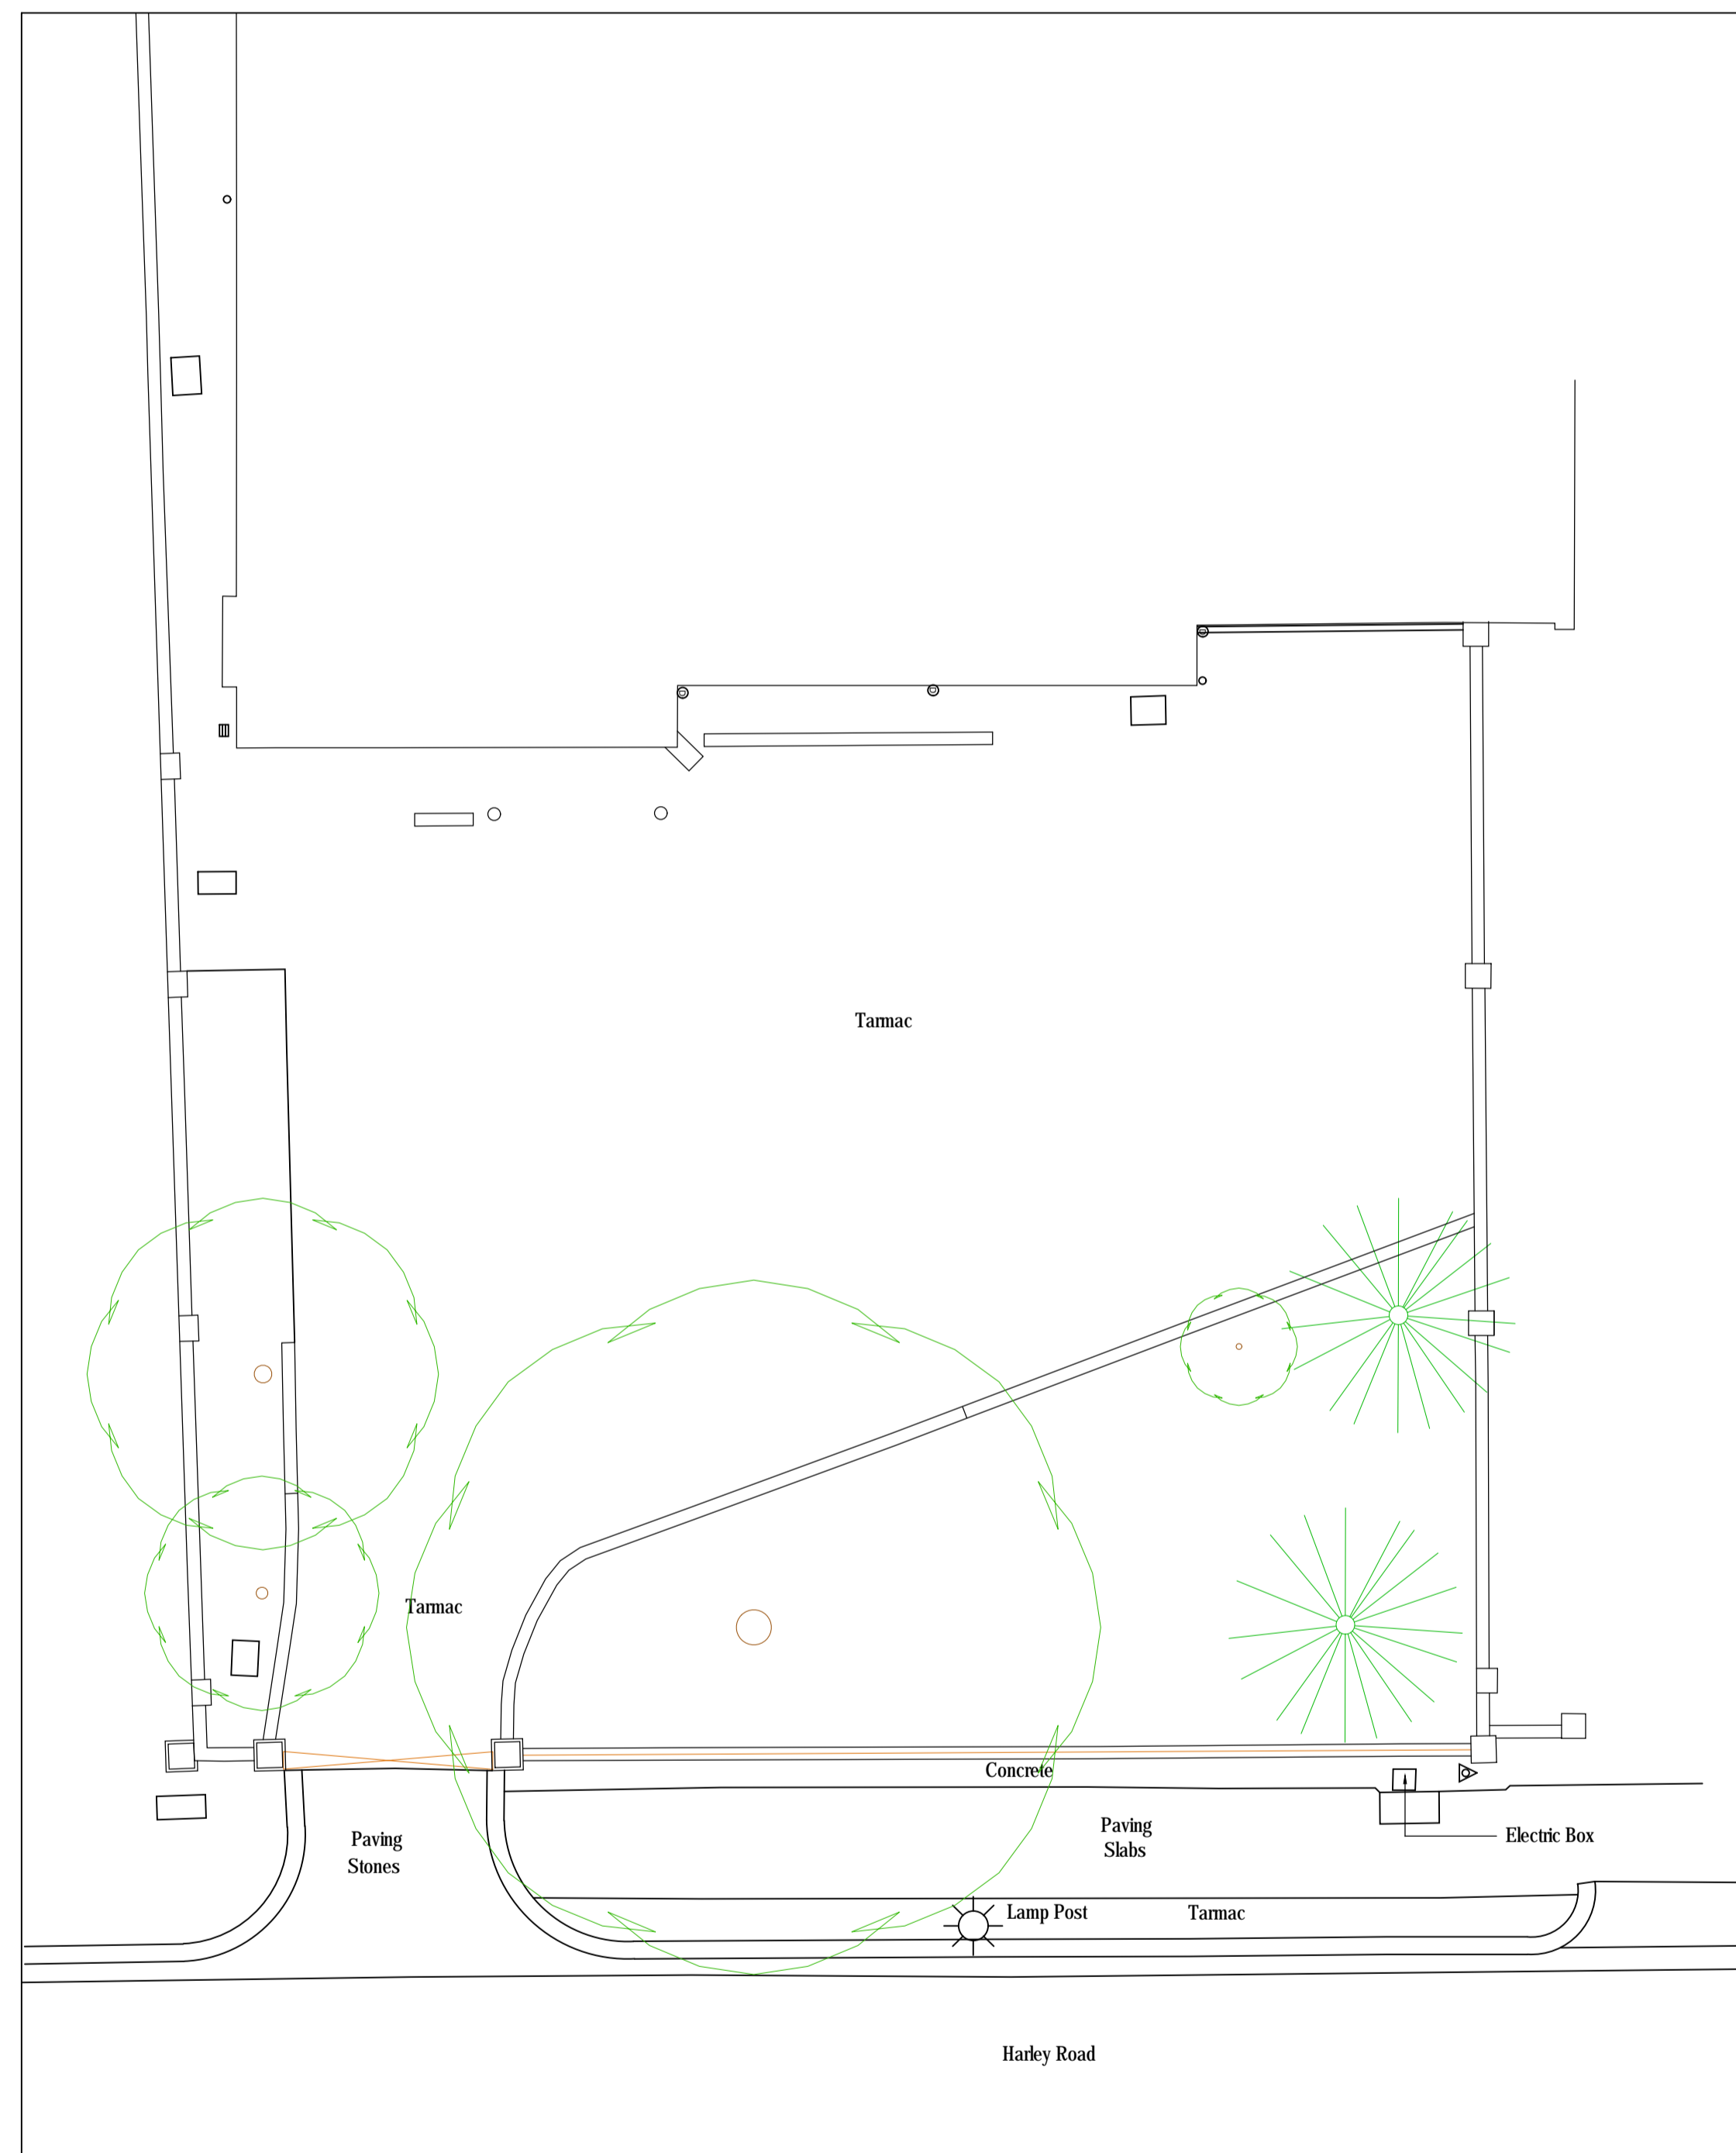 Tarmac
Tarmac
Concrete
Paving
Slabs
Electric Box
Paving
Stones
Lamp Post
Tarmac
Harley Road